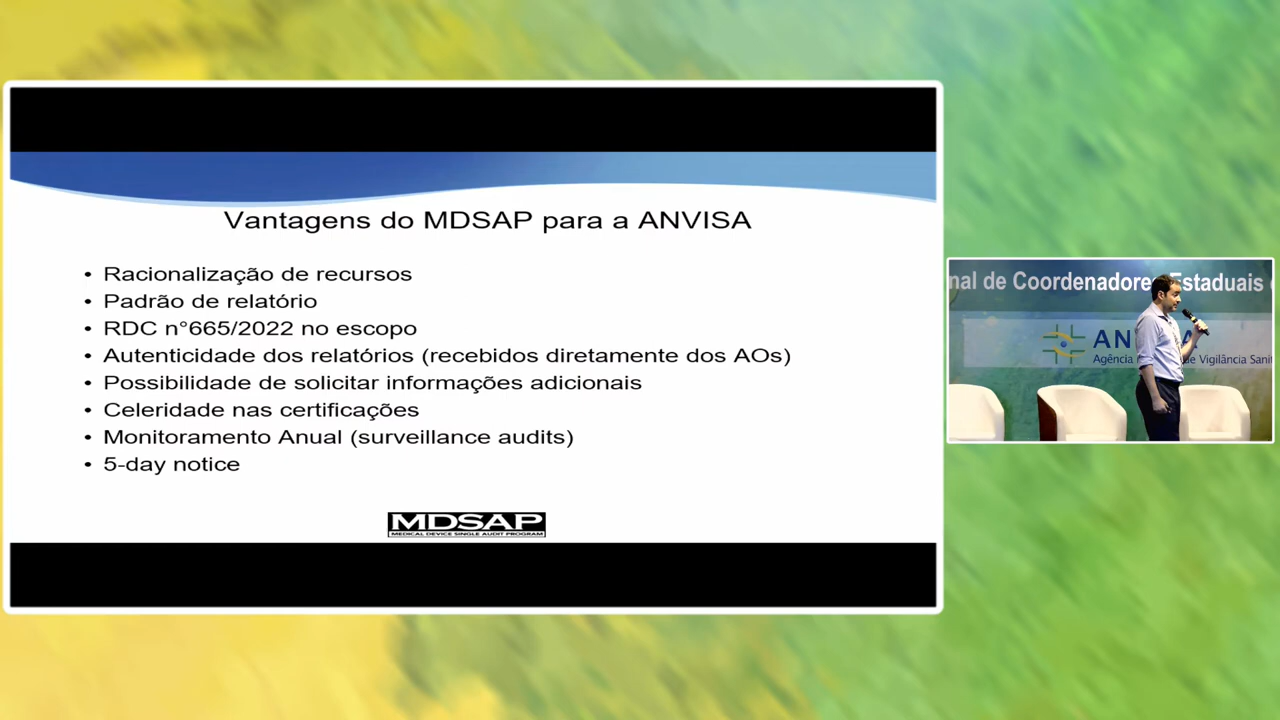 Vantagens do MDSAP para a ANVISA
• Racionalização de recursos
• Padrão de relatório
• RDC n°665/2022 no escopo
• Autenticidade dos relatórios (recebidos diretamente dos AOs)
• Possibilidade de solicitar informações adicionais
• Celeridade nas certificações
• Monitoramento Anual (surveillance audits)
• 5-day notice
MDSAP
MEDICAL DEVICE SINGLE AUDIT PROGRAM
nal de Coordenadores Estaduais
AN A
Agência de Vigilância Sanit